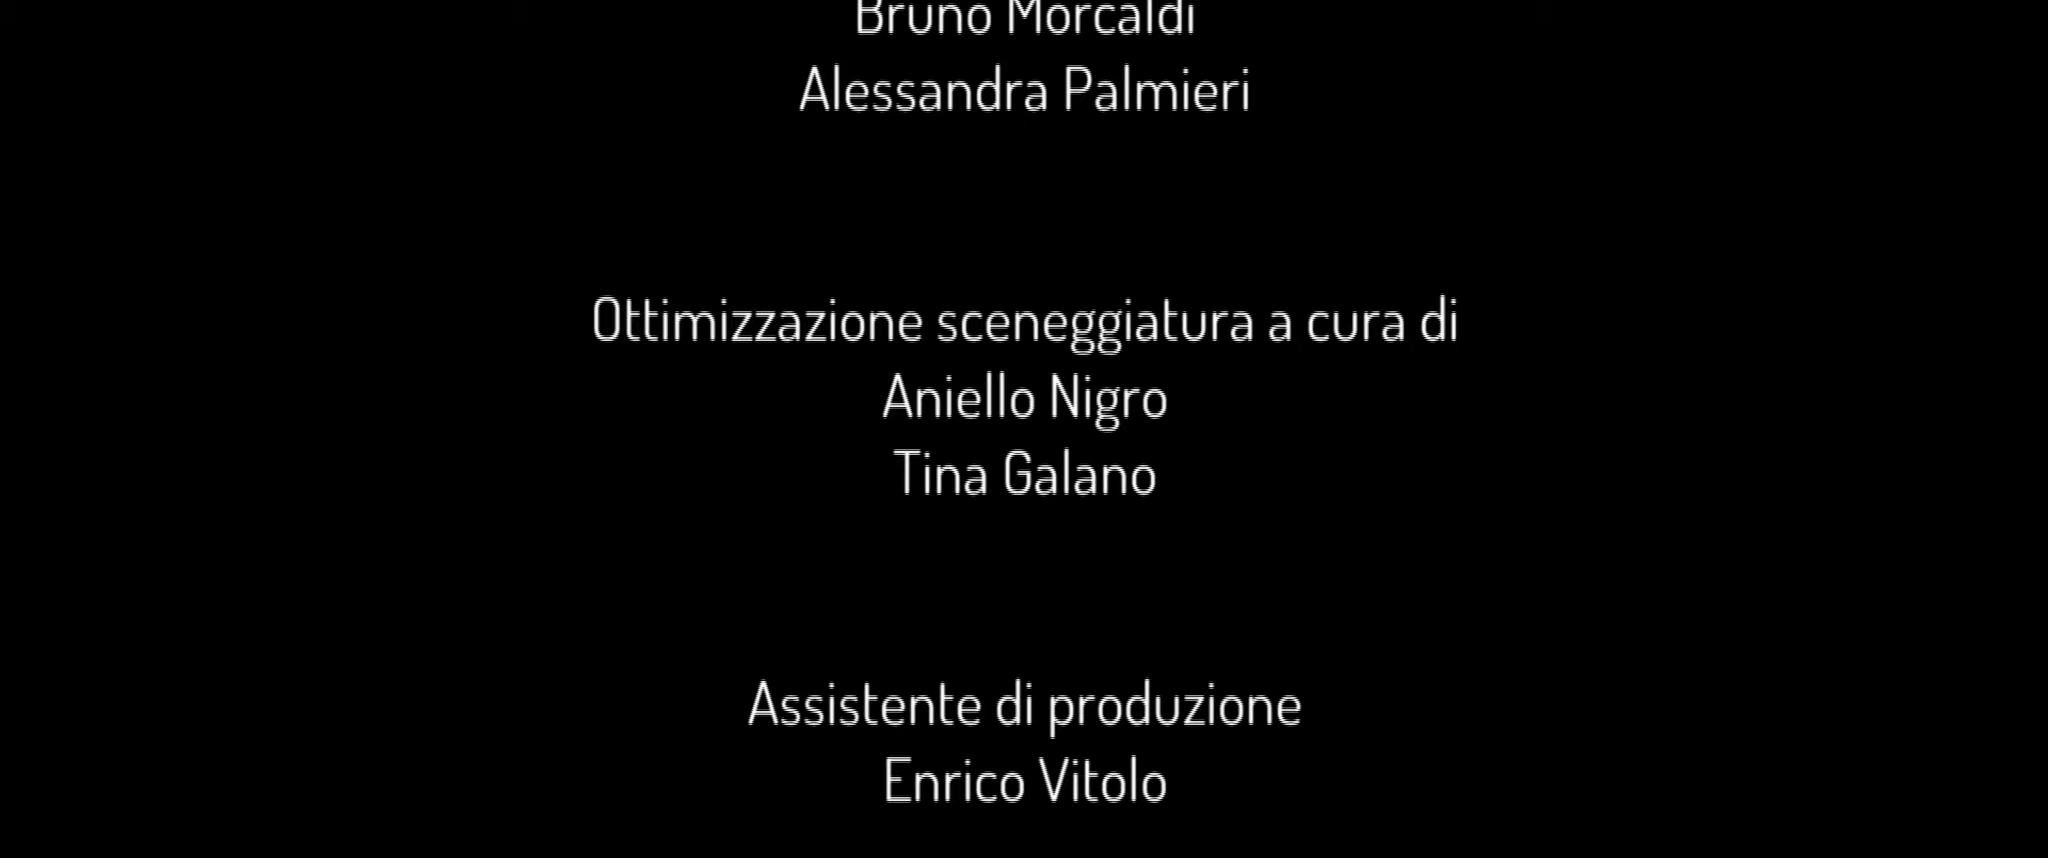 Bruno Morcaldi
Alessandra Palmieri
Ottimizzazione sceneggiatura a cura di
Aniello Nigro
Tina Galano
Assistente di produzione
Enrico Vitolo